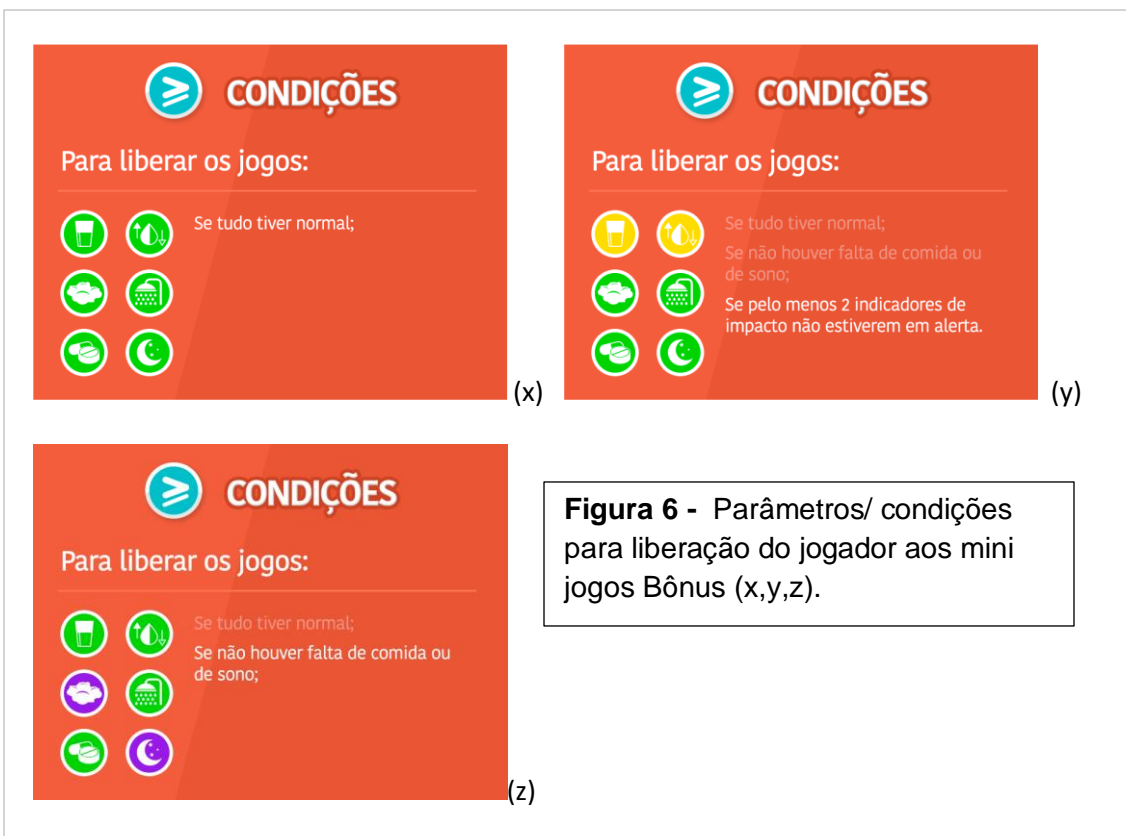 CONDIÇÕES
Para liberar os jogos:
Se tudo tiver normal;
(x)
CONDIÇÕES
Para liberar os jogos:
Se tudo tiver normal;
Se não houver falta de comida ou
de sono;
Se pelo menos 2 indicadores de
impacto não estiverem em alerta.
(y)
CONDIÇÕES
Para liberar os jogos:
Se tudo tiver normal;
Se não houver falta de comida ou
de sono;
(z)
Figura 6 - Parâmetros/ condições
para liberação do jogador aos mini
jogos Bônus (x,y,z).